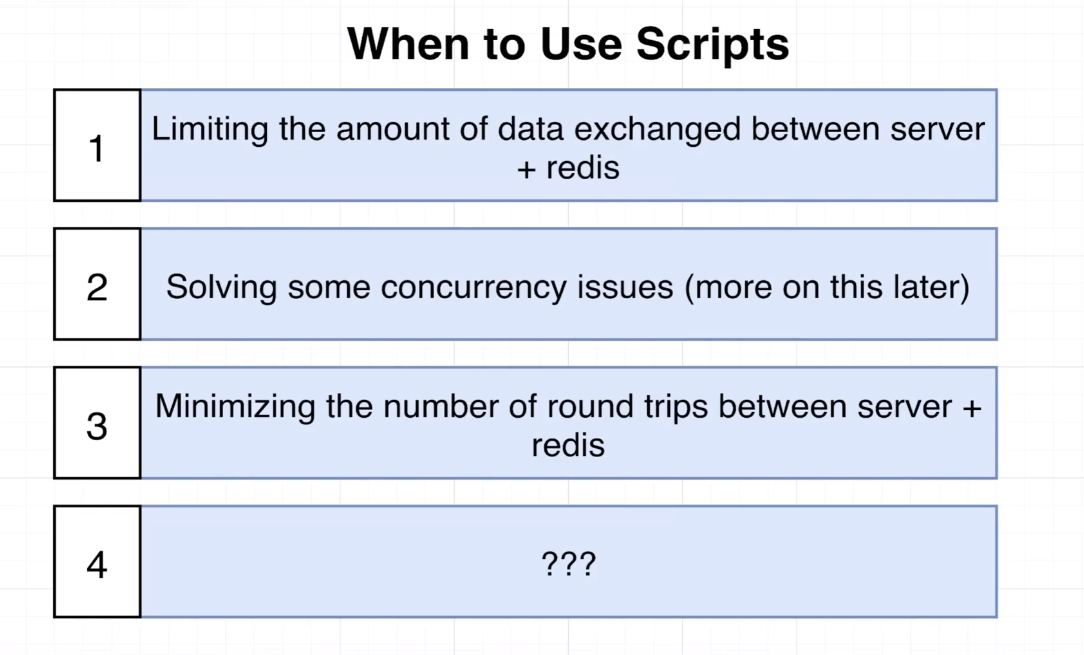 When to Use Scripts
1
Limiting the amount of data exchanged between server
+ redis
2
Solving some concurrency issues (more on this later)
3
Minimizing the number of round trips between server +
redis
4
???